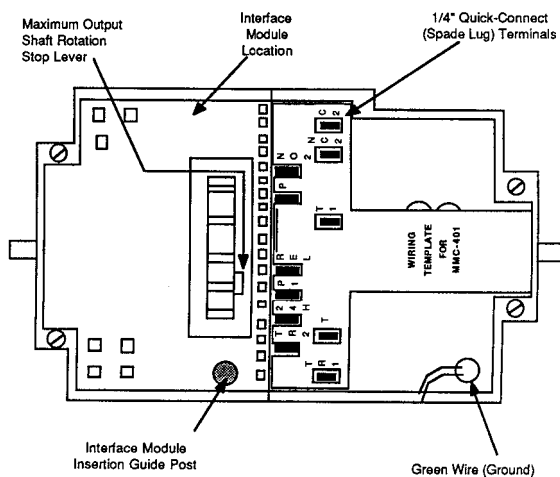 Maximum Output
Shaft Rotation
Stop Lever
Interface
Module
Location
1/4" Quick-Connect
(Spade Lug) Terminals
C 2
N C 2
N O 2
P
T 1
R E L
P 1
2 4 H
T R 2
T
T R 1
WIRING
TEMPLATE
FOR
MMC-401
Interface Module
Insertion Guide Post
Green Wire (Ground)